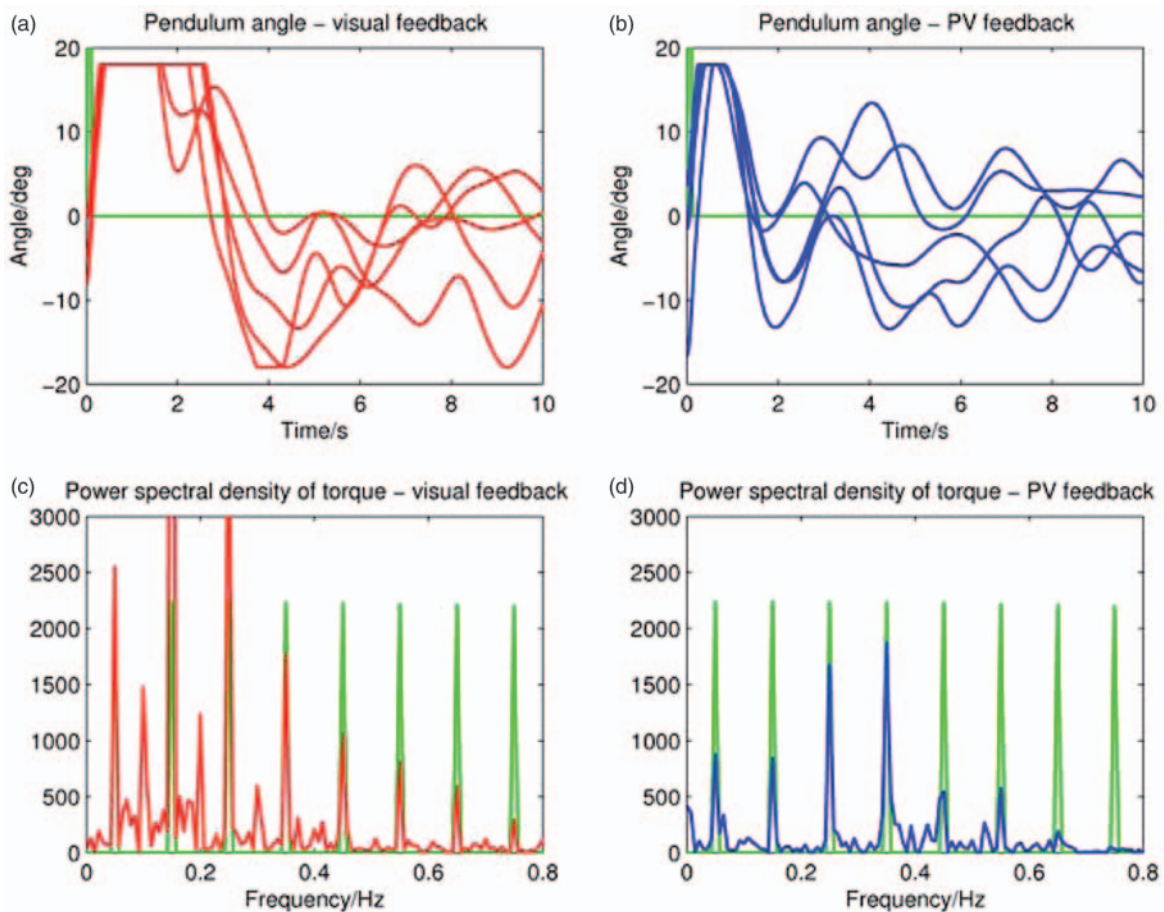 (a) Pendulum angle – visual feedback
20
10
0
−10
−20
Angle/deg
0 2 4 6 8 10
Time/s
(b) Pendulum angle – PV feedback
20
10
0
−10
−20
Angle/deg
0 2 4 6 8 10
Time/s
(c) Power spectral density of torque – visual feedback
3000
2500
2000
1500
1000
500
0
0 0.2 0.4 0.6 0.8
Frequency/Hz
(d) Power spectral density of torque – PV feedback
3000
2500
2000
1500
1000
500
0
0 0.2 0.4 0.6 0.8
Frequency/Hz